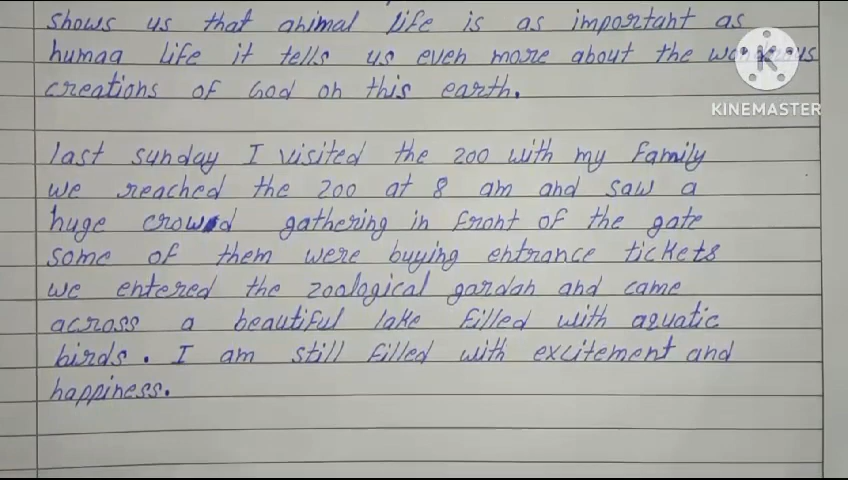 shows us that animal life is as important as
humaa life it tells us even more about the wonderous
creations of God on this earth.
K
KINEMASTER
last sunday I visited the zoo with my family
we reached the zoo at 8 am and saw a
huge crowd gathering in front of the gate
some of them were buying entrance tickets
we entered the zoological gardan and came
across a beautiful lake filled with aquatic
birds. I am still filled with excitement and
happiness.